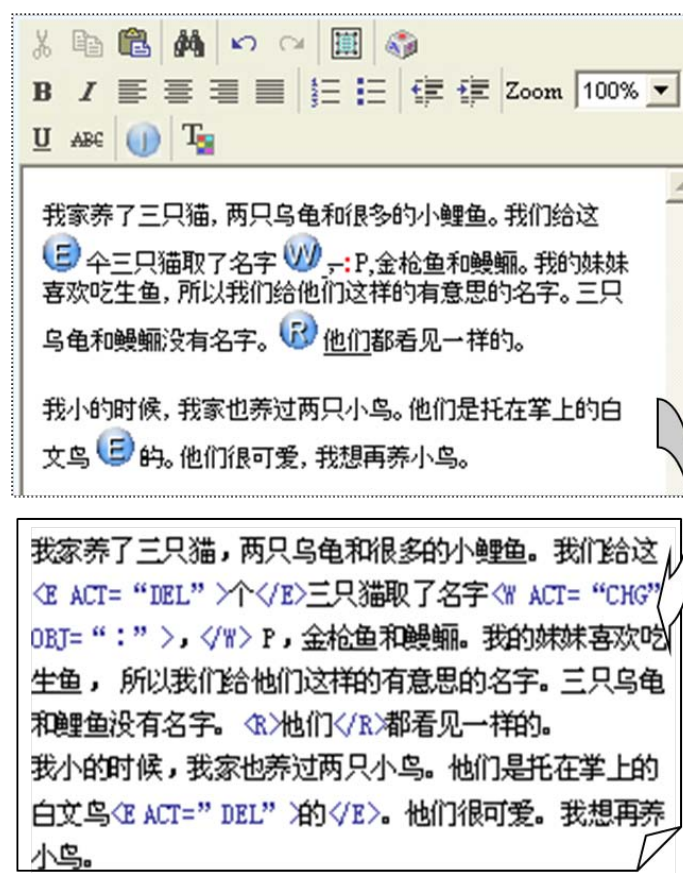 B I Zoom 100%
U ABC J T
我家养了三只猫, 两只乌龟和很多的小鲤鱼。我们给这
E 个三只猫取了名字 W ,:P,金枪鱼和鳗鲡。我的妹妹
喜欢吃生鱼, 所以我们给他们这样的有意思的名字。三只
乌龟和鳗鲡没有名字。 R 他们都看见一样的。
我小的时候, 我家也养过两只小鸟。他们是托在掌上的白
文鸟 E 的。他们很可爱, 我想再养小鸟。
我家养了三只猫，两只乌龟和很多的小鲤鱼。我们给这
<E ACT= “DEL” >个</E>三只猫取了名字<W ACT= “CHG”
OBJ= “：” >，</W> P，金枪鱼和鳗鲡。我的妹妹喜欢吃
生鱼， 所以我们给他们这样的有意思的名字。三只乌龟
和鲤鱼没有名字。 <R>他们</R>都看见一样的。
我小的时候，我家也养过两只小鸟。他们是托在掌上的
白文鸟<E ACT=” DEL” >的</E>。他们很可爱。我想再养
小鸟。